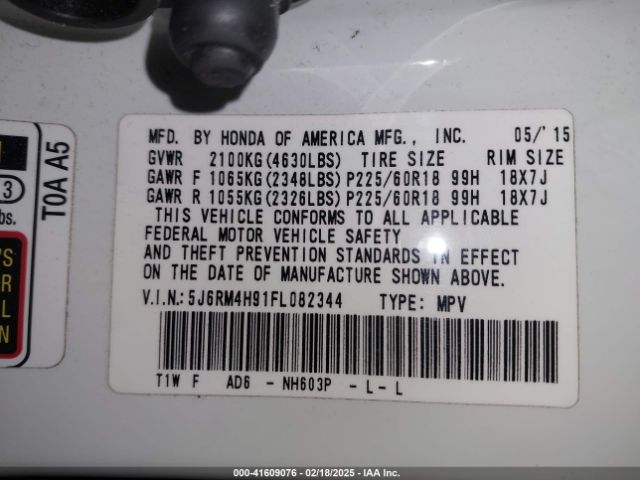 MFD. BY HONDA OF AMERICA MFG., INC. 05/'15
GVWR 2100KG(4630LBS) TIRE SIZE RIM SIZE
GAWR F 1065KG(2348LBS)P225/60R18 99H 18X7J
GAWR R 1055KG(2326LBS)P225/60R18 99H 18X7J
THIS VEHICLE CONFORMS TO ALL APPLICABLE
FEDERAL MOTOR VEHICLE SAFETY
AND THEFT PREVENTION STANDARDS IN EFFECT
ON THE DATE OF MANUFACTURE SHOWN ABOVE.
V.I.N.:5J6RM4H91FL082344 TYPE: MPV
T1W F AD6 - NH603P - L - L
T0A A5
3
bs.
'S
R
L
N
000-41609076 / 02/18/2025 — IAA Inc.